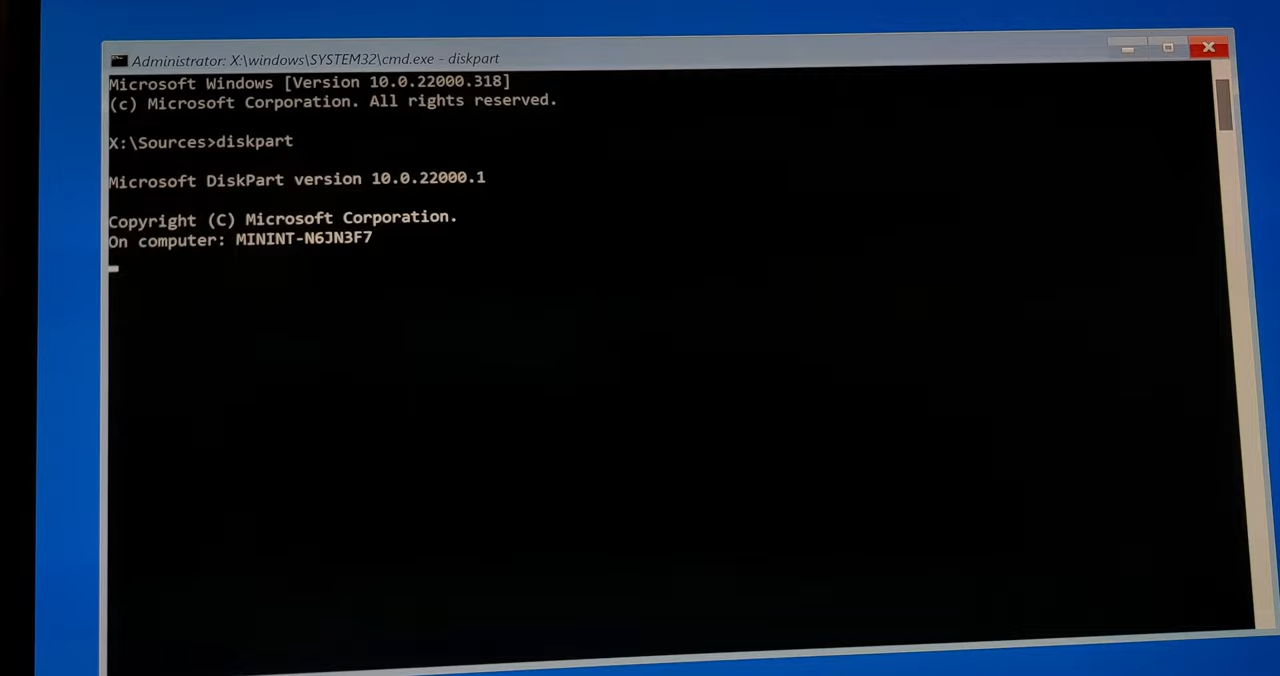 Administrator: X:\windows\SYSTEM32\cmd.exe - diskpart
Microsoft Windows [Version 10.0.22000.318]
(c) Microsoft Corporation. All rights reserved.
X:\Sources>diskpart
Microsoft DiskPart version 10.0.22000.1
Copyright (C) Microsoft Corporation.
On computer: MININT-N6JN3F7